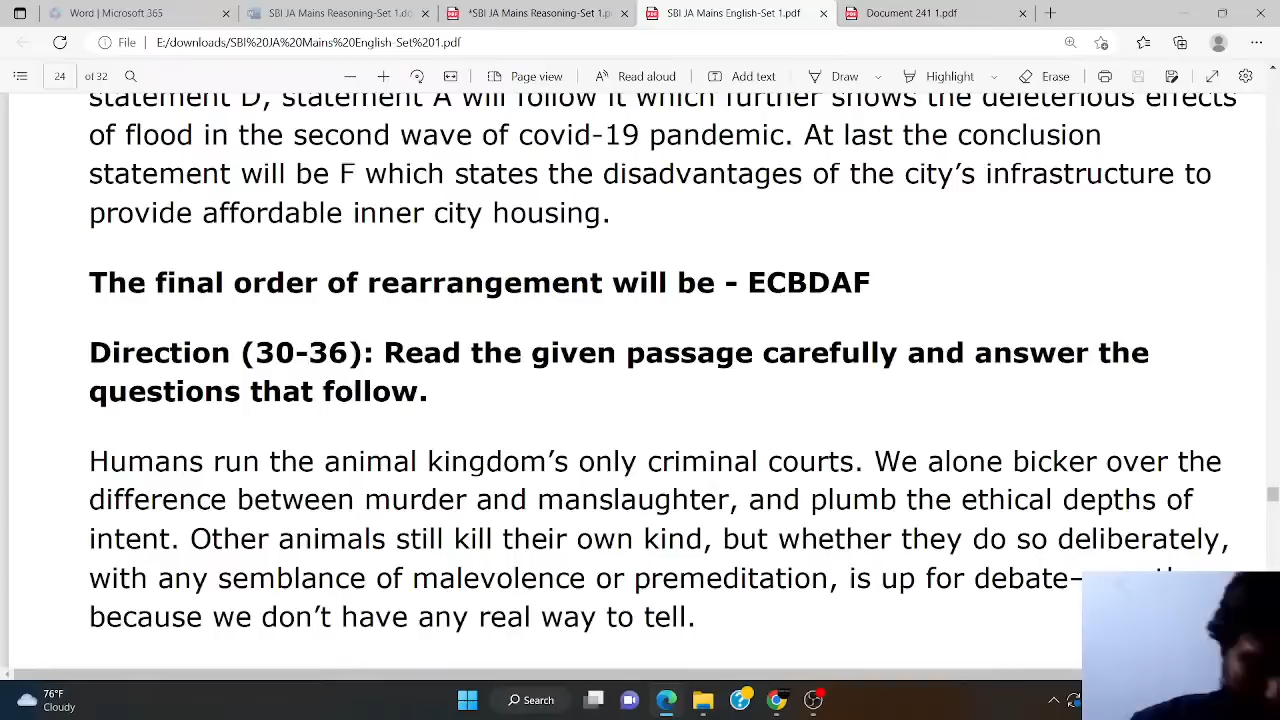 Word | Microsoft 365
SBI JA Mains Reasoning-Set 1.do
*SBI JA Mains Reasoning-Set 1.p
SBI JA Mains English-Set 1.pdf
Document 241 1.pdf
File E:/downloads/SBI%20JA%20Mains%20English-Set%201.pdf
24 of 32 Page view Read aloud Add text Draw Highlight Erase
statement D, statement A will follow it which further shows the deleterious effects
of flood in the second wave of covid-19 pandemic. At last the conclusion
statement will be F which states the disadvantages of the city's infrastructure to
provide affordable inner city housing.
The final order of rearrangement will be - ECBDAF
Direction (30-36): Read the given passage carefully and answer the
questions that follow.
Humans run the animal kingdom's only criminal courts. We alone bicker over the
difference between murder and manslaughter, and plumb the ethical depths of
intent. Other animals still kill their own kind, but whether they do so deliberately,
with any semblance of malevolence or premeditation, is up for debate—
because we don't have any real way to tell.
76°F
Cloudy
Search